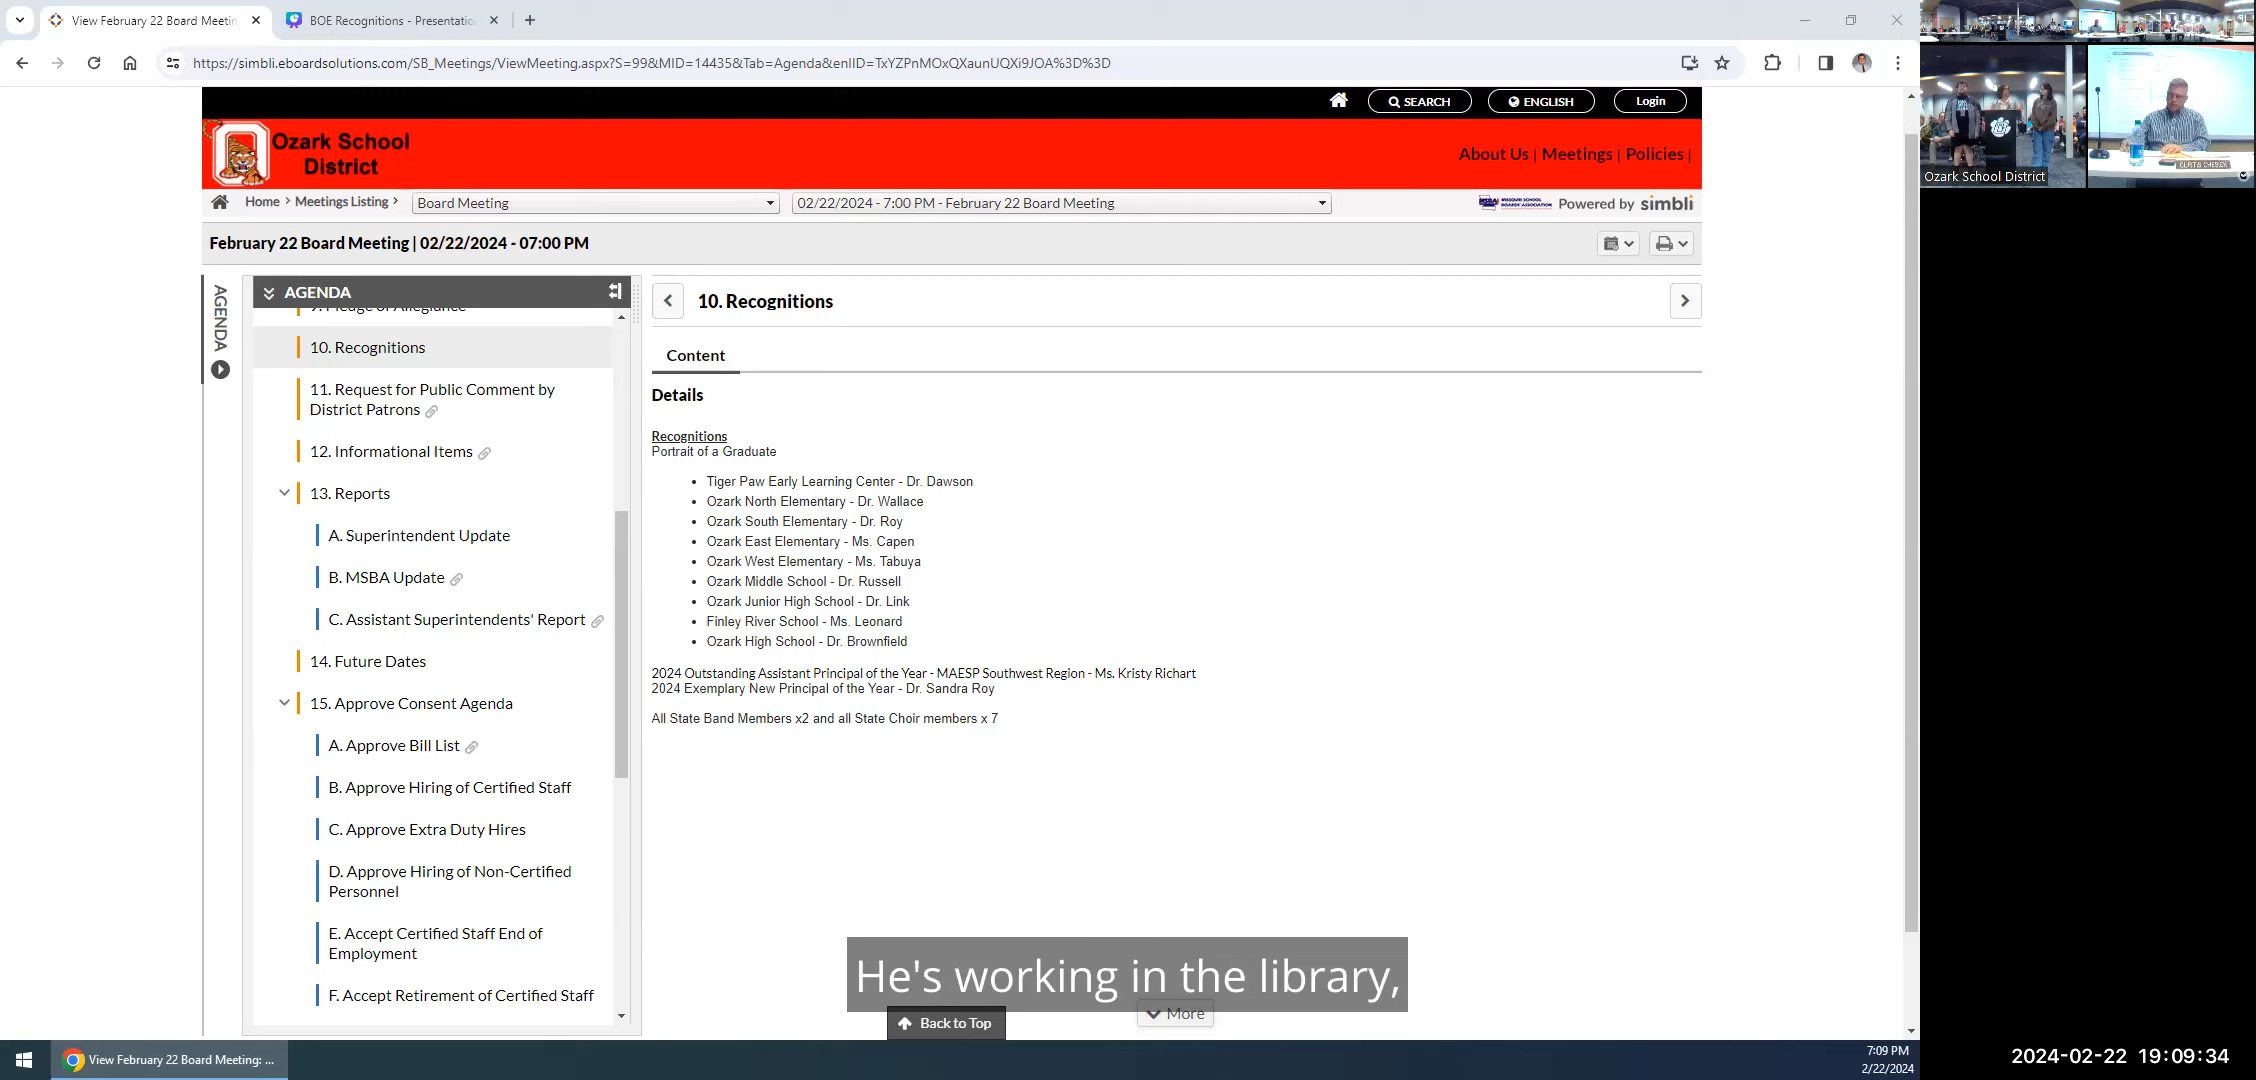 View February 22 Board Meetin
BOE Recognitions - Presentatio
https://simbli.eboardsolutions.com/SB_Meetings/ViewMeeting.aspx?S=99&MID=14435&Tab=Agenda&enIID=TxYZPnMOxQXaunUQXi9JOA%3D%3D
SEARCH
ENGLISH
Login
Ozark School
District
About Us | Meetings | Policies |
Home > Meetings Listing >
Board Meeting
02/22/2024 - 7:00 PM - February 22 Board Meeting
Powered by simbli
February 22 Board Meeting | 02/22/2024 - 07:00 PM
AGENDA
AGENDA
9. Pledge of Allegiance
10. Recognitions
11. Request for Public Comment by
District Patrons
12. Informational Items
13. Reports
A. Superintendent Update
B. MSBA Update
C. Assistant Superintendents' Report
14. Future Dates
15. Approve Consent Agenda
A. Approve Bill List
B. Approve Hiring of Certified Staff
C. Approve Extra Duty Hires
D. Approve Hiring of Non-Certified
Personnel
E. Accept Certified Staff End of
Employment
F. Accept Retirement of Certified Staff
10. Recognitions
Content
Details
Recognitions
Portrait of a Graduate
• Tiger Paw Early Learning Center - Dr. Dawson
• Ozark North Elementary - Dr. Wallace
• Ozark South Elementary - Dr. Roy
• Ozark East Elementary - Ms. Capen
• Ozark West Elementary - Ms. Tabuya
• Ozark Middle School - Dr. Russell
• Ozark Junior High School - Dr. Link
• Finley River School - Ms. Leonard
• Ozark High School - Dr. Brownfield
2024 Outstanding Assistant Principal of the Year - MAESP Southwest Region - Ms. Kristy Richart
2024 Exemplary New Principal of the Year - Dr. Sandra Roy
All State Band Members x2 and all State Choir members x 7
He's working in the library,
More
Back to Top
View February 22 Board Meeting: ...
7:09 PM
2/22/2024
Ozark School District
2024-02-22 19:09:34